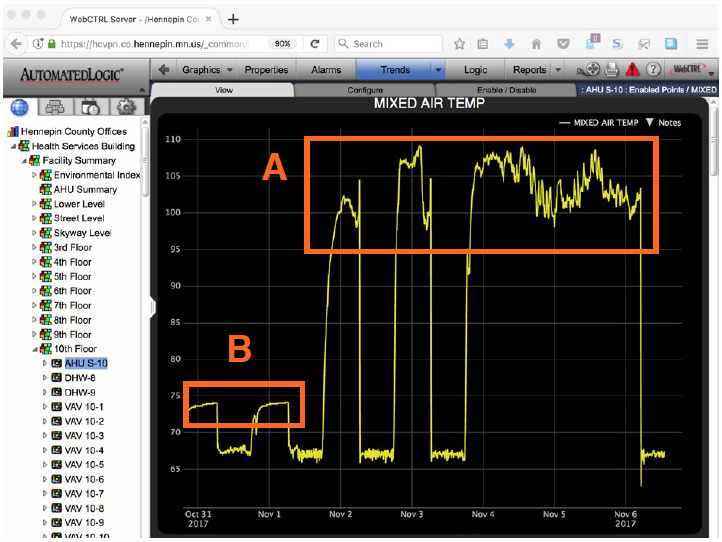 WebCTRL Server – /Hennepin Cou
https://hcvpn.co.hennepin.mn.us/_common/
90%
Search
AUTOMATEDLOGIC
Graphics
Properties
Alarms
Trends
Logic
Reports
WebCTRL
View
Configure
Enable / Disable
: AHU S-10 : Enabled Points / MIXED
Hennepin County Offices
Health Services Building
Facility Summary
Environmental Index
AHU Summary
Lower Level
Street Level
Skyway Level
3rd Floor
4th Floor
5th Floor
6th Floor
7th Floor
8th Floor
9th Floor
10th Floor
AHU S-10
DHW-8
DHW-9
VAV 10-1
VAV 10-2
VAV 10-3
VAV 10-4
VAV 10-5
VAV 10-6
VAV 10-7
VAV 10-8
VAV 10-9
VAV 10-10
MIXED AIR TEMP
MIXED AIR TEMP ▼ Notes
110
105
100
95
90
85
80
75
70
65
A
B
Oct 31 Nov 1 Nov 2 Nov 3 Nov 4 Nov 5 Nov 6
2017 2017